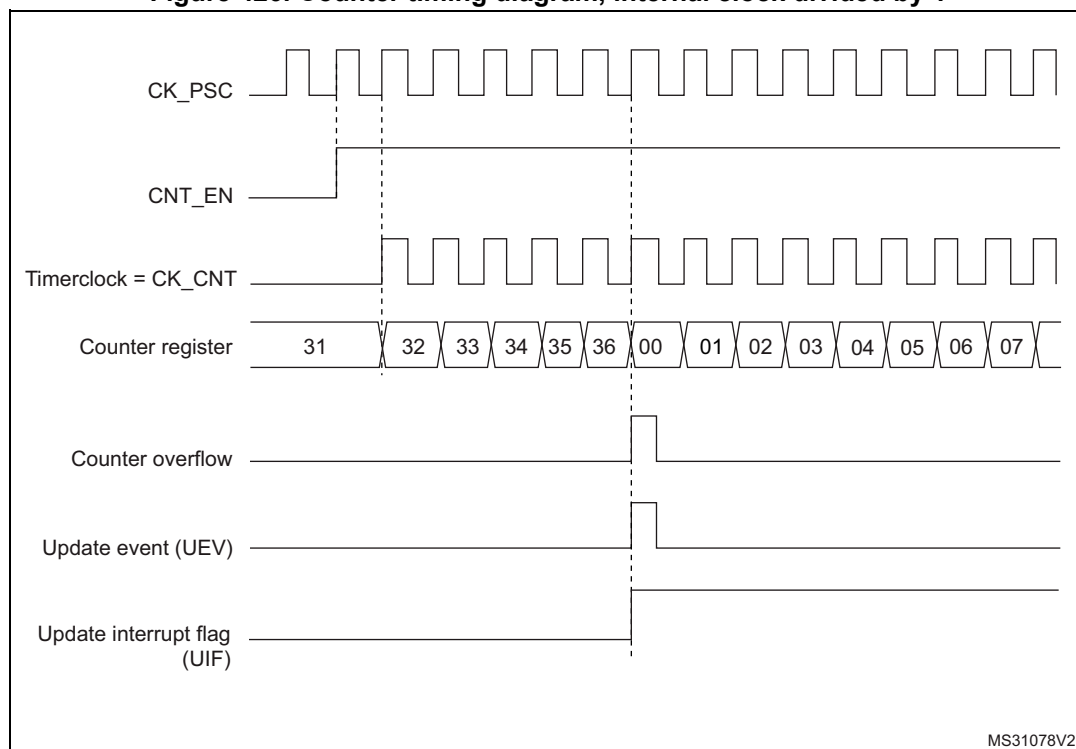 CK_PSC
CNT_EN
Timerclock = CK_CNT
Counter register 31 32 33 34 35 36 00 01 02 03 04 05 06 07
Counter overflow
Update event (UEV)
Update interrupt flag
(UIF)
MS31078V2